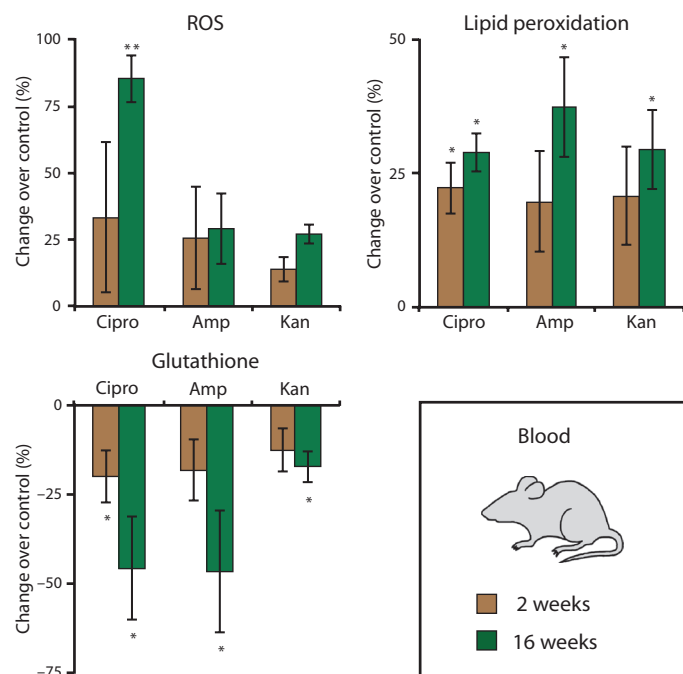 ROS
Change over control (%)
100
75
50
25
0
**
Cipro Amp Kan
Lipid peroxidation
Change over control (%)
50
25
0
* * * *
Cipro Amp Kan
Glutathione
Cipro Amp Kan
Change over control (%)
0
−25
−50
−75
* * * *
Blood
2 weeks
16 weeks